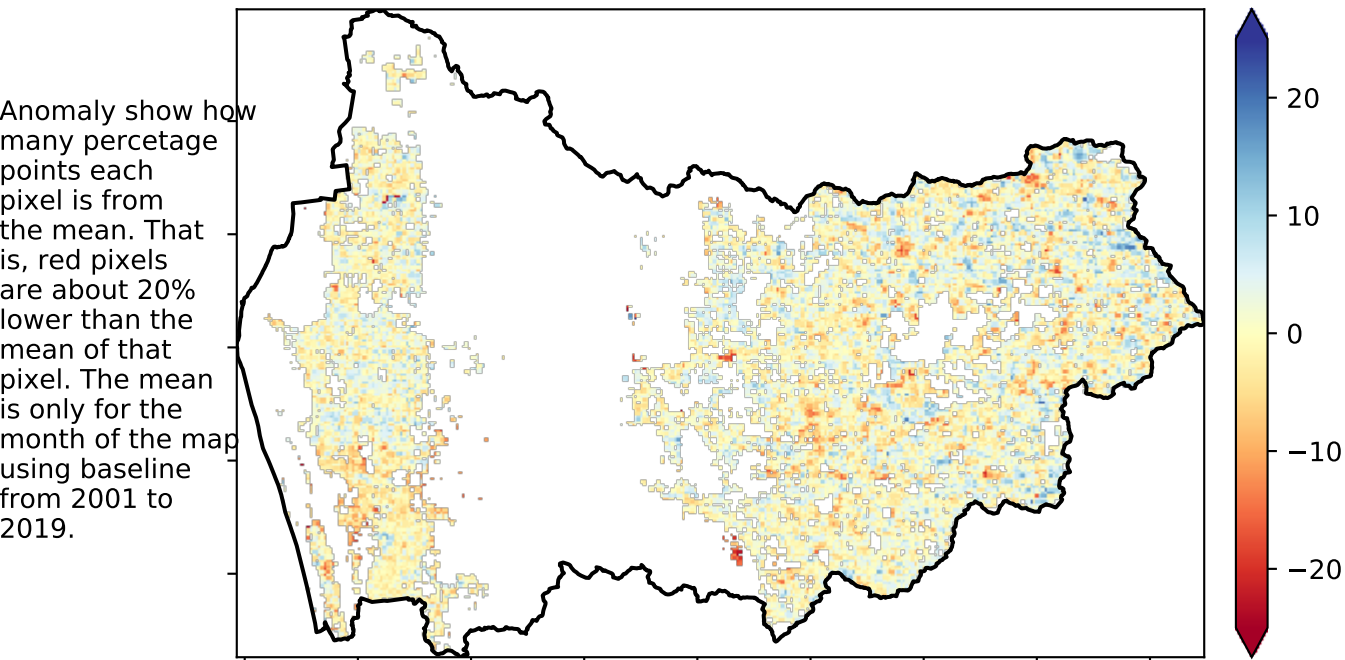 Anomaly show how
many percetage
points each
pixel is from
the mean. That
is, red pixels
are about 20%
lower than the
mean of that
pixel. The mean
is only for the
month of the map
using baseline
from 2001 to
2019.
20
10
0
−10
−20